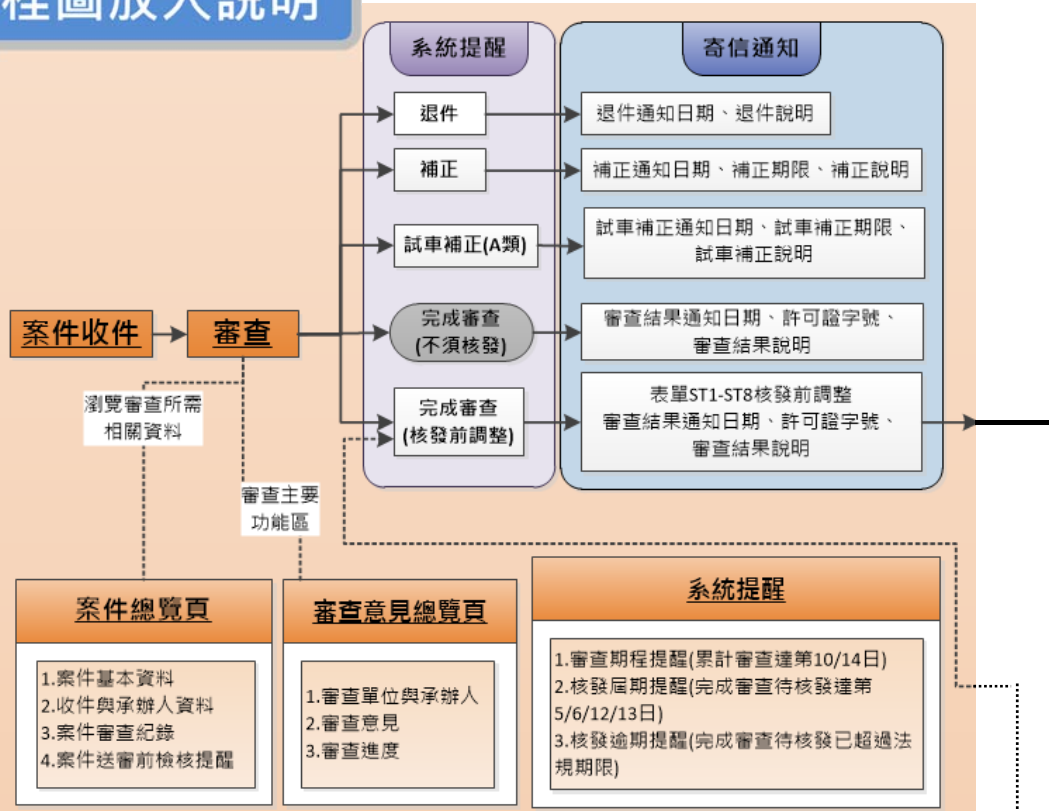 程圖放大說明
系統提醒
寄信通知
退件
退件通知日期、退件說明
補正
補正通知日期、補正期限、補正說明
試車補正(A類)
試車補正通知日期、試車補正期限、
試車補正說明
案件收件
審查
完成審查
(不須核發)
審查結果通知日期、許可證字號、
審查結果說明
完成審查
(核發前調整)
表單ST1-ST8核發前調整
審查結果通知日期、許可證字號、
審查結果說明
瀏覽審查所需
相關資料
審查主要
功能區
案件總覽頁
1.案件基本資料
2.收件與承辦人資料
3.案件審查紀錄
4.案件送審前檢核提醒
審查意見總覽頁
1.審查單位與承辦人
2.審查意見
3.審查進度
系統提醒
1.審查期程提醒(累計審查達第10/14日)
2.核發屆期提醒(完成審查待核發達第
5/6/12/13日)
3.核發逾期提醒(完成審查待核發已超過法
規期限)